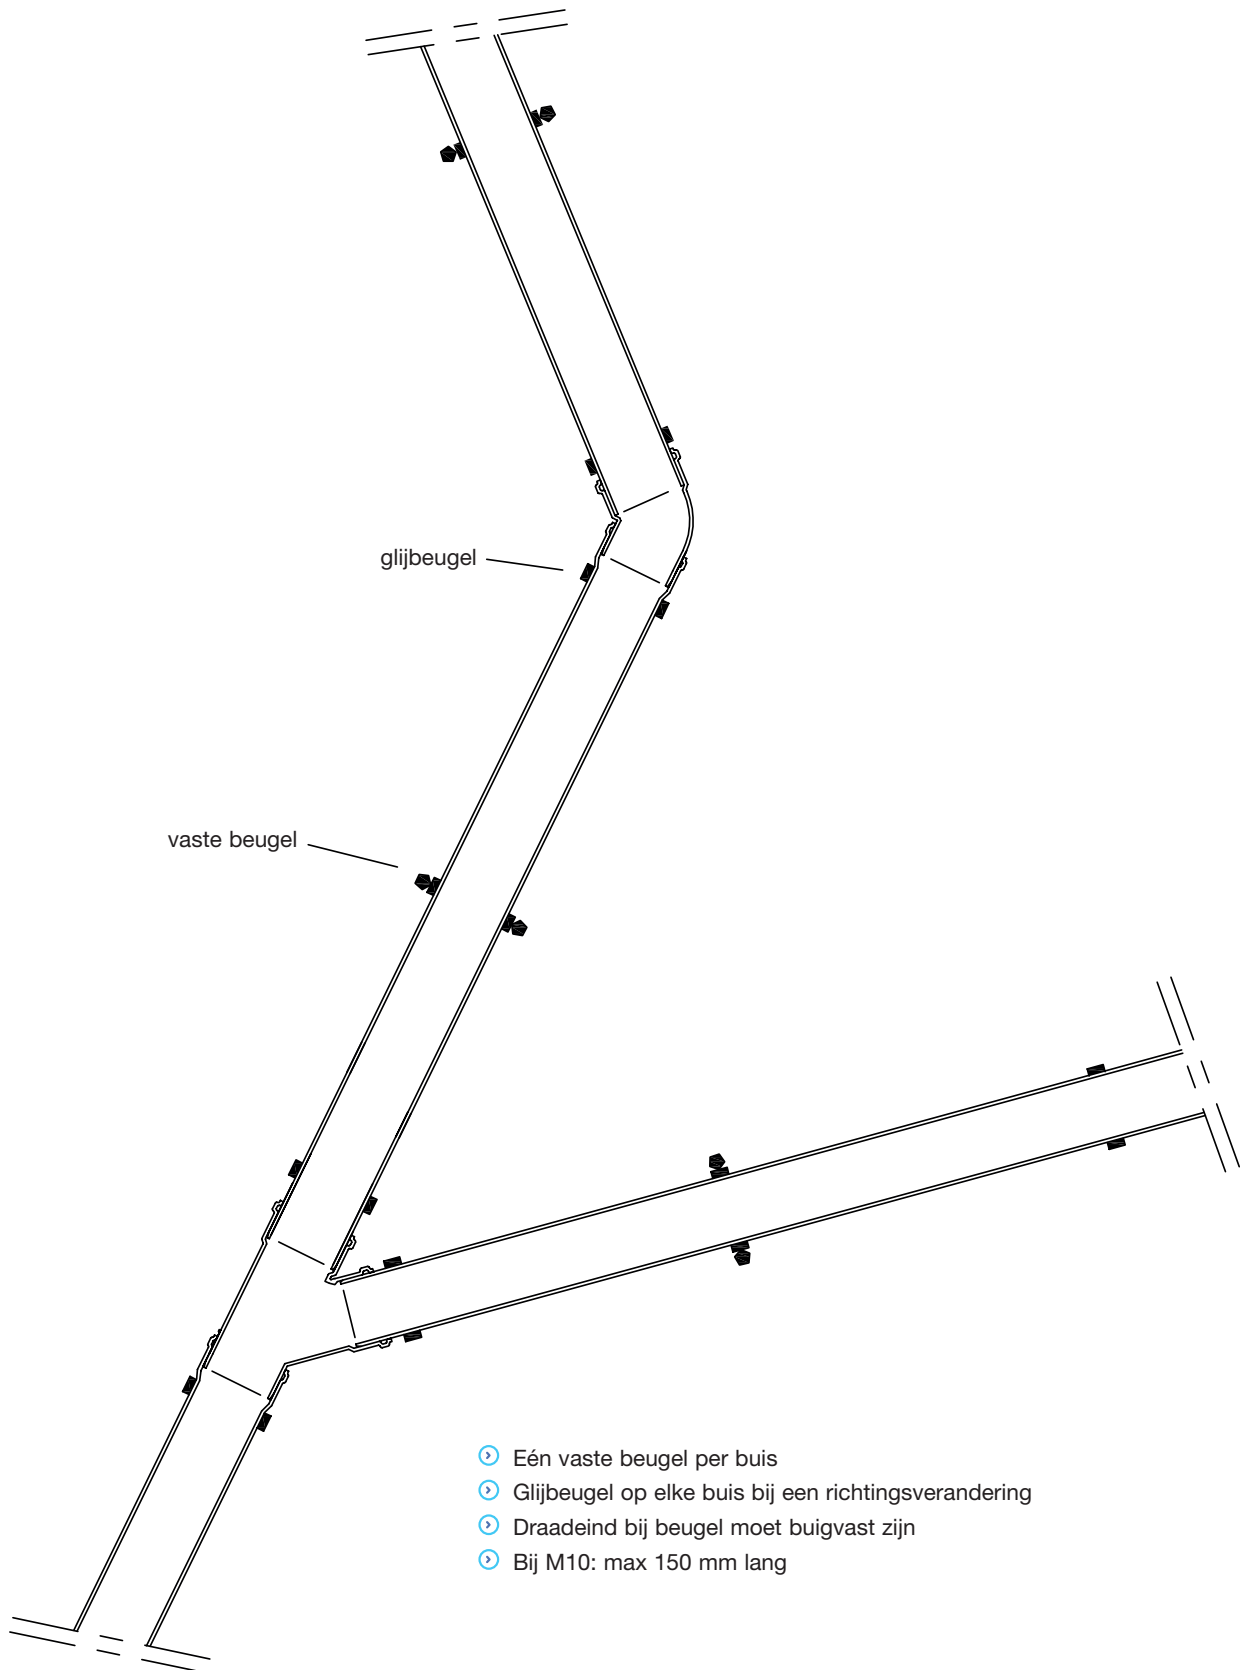 glijbeugel
vaste beugel
Eén vaste beugel per buis
Glijbeugel op elke buis bij een richtingsverandering
Draadeind bij beugel moet buigvast zijn
Bij M10: max 150 mm lang